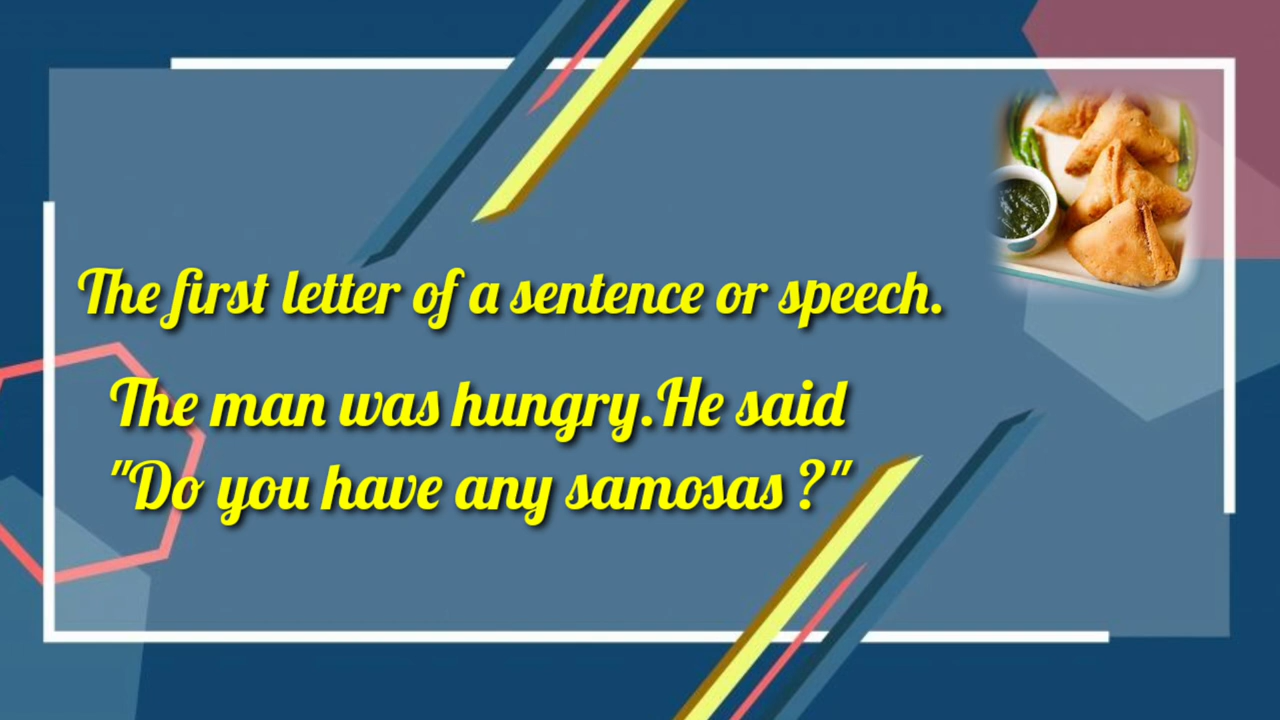 The first letter of a sentence or speech.
The man was hungry.He said
"Do you have any samosas ?"